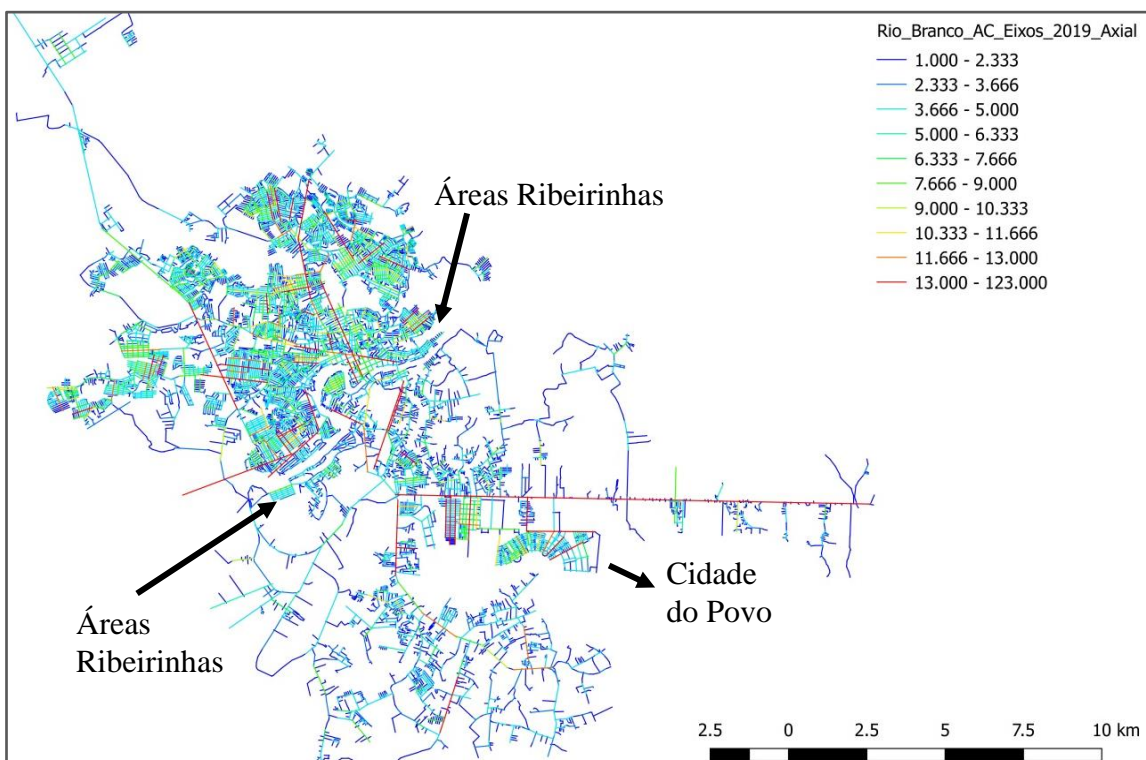 Rio_Branco_AC_Eixos_2019_Axial
1.000 - 2.333
2.333 - 3.666
3.666 - 5.000
5.000 - 6.333
6.333 - 7.666
7.666 - 9.000
9.000 - 10.333
10.333 - 11.666
11.666 - 13.000
13.000 - 123.000
Áreas Ribeirinhas
Cidade
do Povo
Áreas
Ribeirinhas
2.5 0 2.5 5 7.5 10 km